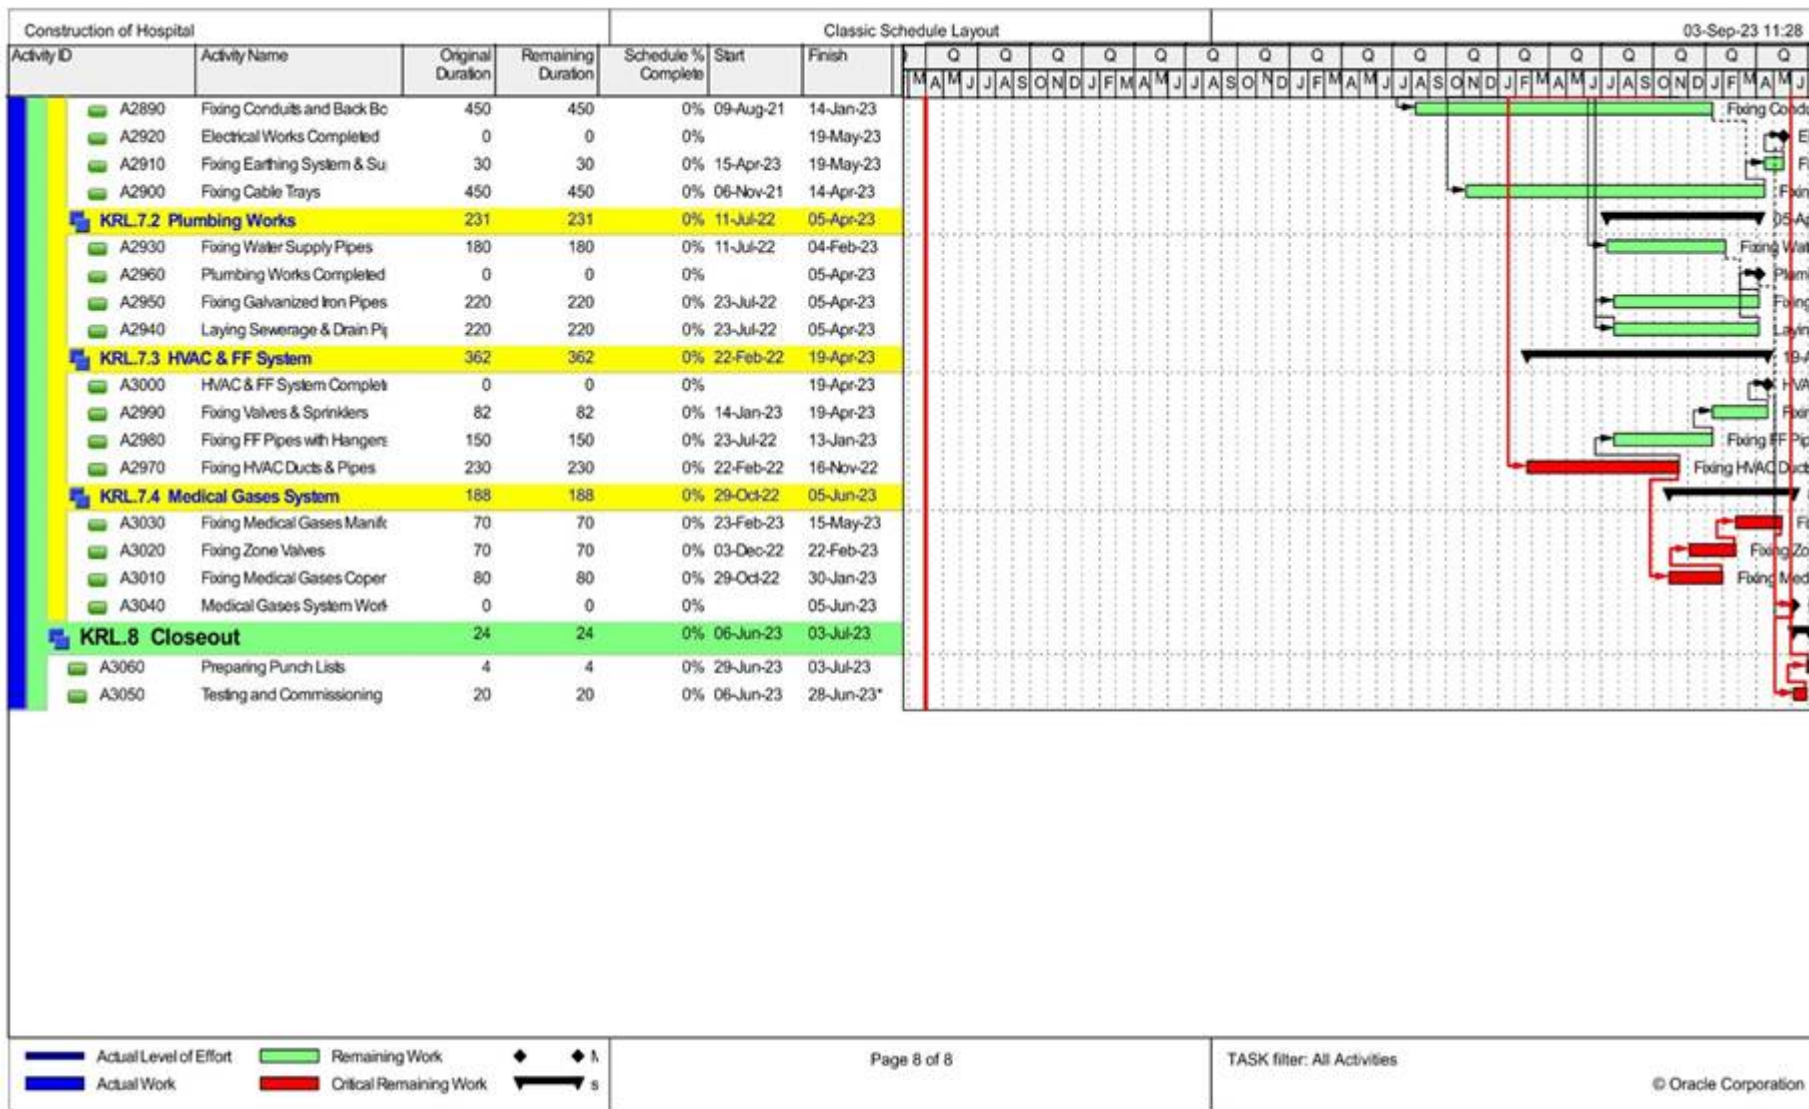 Construction of Hospital Classic Schedule Layout 03-Sep-23 11:28
Activity ID Activity Name Original Duration Remaining Duration Schedule % Complete Start Finish
Q Q Q Q Q Q Q Q Q Q Q Q Q Q Q Q Q
M A M J J A S O N D J F M A M J J A S O N D J F M A M J J A S O N D J F M A M J J A S O N D J F M A M J
A2890 Fixing Conduits and Back Bo 450 450 0% 09-Aug-21 14-Jan-23 Fixing Condu
A2920 Electrical Works Completed 0 0 0% 19-May-23 E
A2910 Fixing Earthing System & Su 30 30 0% 15-Apr-23 19-May-23 Fi
A2900 Fixing Cable Trays 450 450 0% 06-Nov-21 14-Apr-23 Fixin
KRL.7.2 Plumbing Works 231 231 0% 11-Jul-22 05-Apr-23 05-Ap
A2930 Fixing Water Supply Pipes 180 180 0% 11-Jul-22 04-Feb-23 Fixing Wat
A2960 Plumbing Works Completed 0 0 0% 05-Apr-23 Plum
A2950 Fixing Galvanized Iron Pipes 220 220 0% 23-Jul-22 05-Apr-23 Fixing
A2940 Laying Sewerage & Drain Pip 220 220 0% 23-Jul-22 05-Apr-23 Laying
KRL.7.3 HVAC & FF System 362 362 0% 22-Feb-22 19-Apr-23 19-A
A3000 HVAC & FF System Complet 0 0 0% 19-Apr-23 HVA
A2990 Fixing Valves & Sprinklers 82 82 0% 14-Jan-23 19-Apr-23 Fixin
A2980 Fixing FF Pipes with Hangers 150 150 0% 23-Jul-22 13-Jan-23 Fixing FF Pip
A2970 Fixing HVAC Ducts & Pipes 230 230 0% 22-Feb-22 16-Nov-22 Fixing HVAC Ducts
KRL.7.4 Medical Gases System 188 188 0% 29-Oct-22 05-Jun-23
A3030 Fixing Medical Gases Manifo 70 70 0% 23-Feb-23 15-May-23 Fi
A3020 Fixing Zone Valves 70 70 0% 03-Dec-22 22-Feb-23 Fixing Zo
A3010 Fixing Medical Gases Coper 80 80 0% 29-Oct-22 30-Jan-23 Fixing Med
A3040 Medical Gases System Work 0 0 0% 05-Jun-23
KRL.8 Closeout 24 24 0% 06-Jun-23 03-Jul-23
A3060 Preparing Punch Lists 4 4 0% 29-Jun-23 03-Jul-23
A3050 Testing and Commissioning 20 20 0% 06-Jun-23 28-Jun-23*
Actual Level of Effort Remaining Work Page 8 of 8 TASK filter: All Activities
Actual Work Critical Remaining Work s © Oracle Corporation